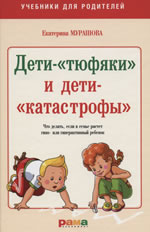 УЧЕБНИКИ ДЛЯ РОДИТЕЛЕЙ
Екатерина МУРАШОВА
Дети-«тюфяки»
и дети-
«катастрофы»
Что делать, если в семье растет
гипо- или гиперактивный ребенок
рама